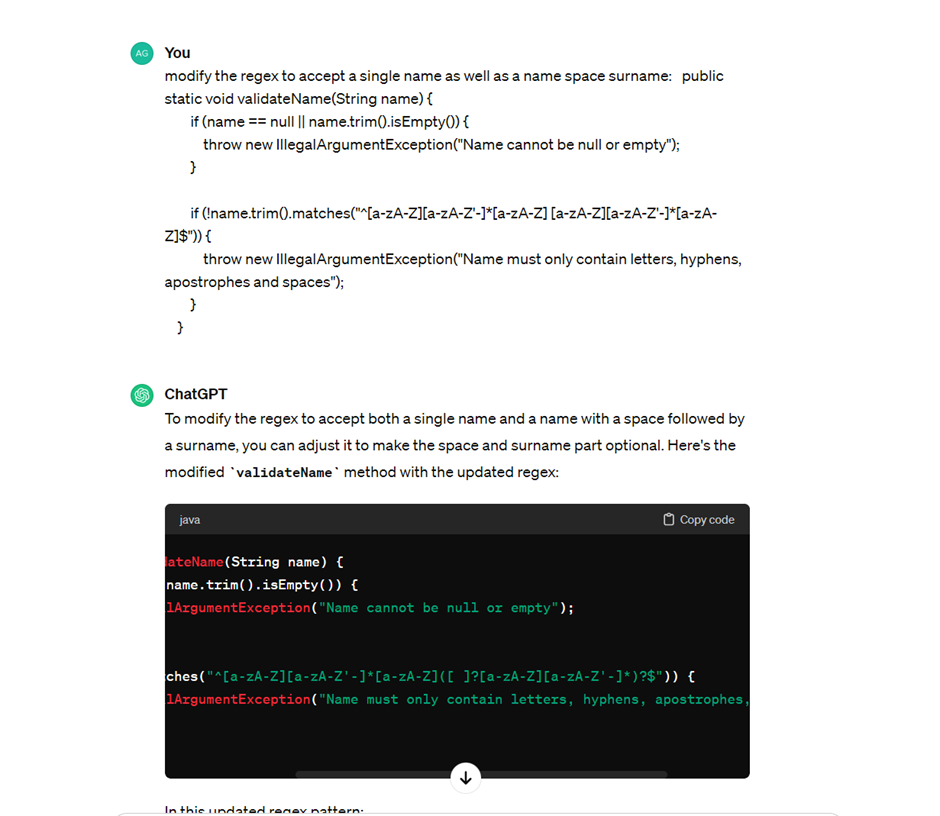 AG You
modify the regex to accept a single name as well as a name space surname:   public
static void validateName(String name) {
if (name == null || name.trim().isEmpty()) {
throw new IllegalArgumentException("Name cannot be null or empty");
}
if (!name.trim().matches("^[a-zA-Z][a-zA-Z'-]*[a-zA-Z] [a-zA-Z][a-zA-Z'-]*[a-zA-
Z]$")) {
throw new IllegalArgumentException("Name must only contain letters, hyphens,
apostrophes and spaces");
}
}
ChatGPT
To modify the regex to accept both a single name and a name with a space followed by
a surname, you can adjust it to make the space and surname part optional. Here's the
modified `validateName` method with the updated regex:
java Copy code
dateName(String name) {
name.trim().isEmpty()) {
lArgumentException("Name cannot be null or empty");
tches("^[a-zA-Z][a-zA-Z'-]*[a-zA-Z]([ ]?[a-zA-Z][a-zA-Z'-]*)?$")) {
lArgumentException("Name must only contain letters, hyphens, apostrophes,
In this updated regex pattern: